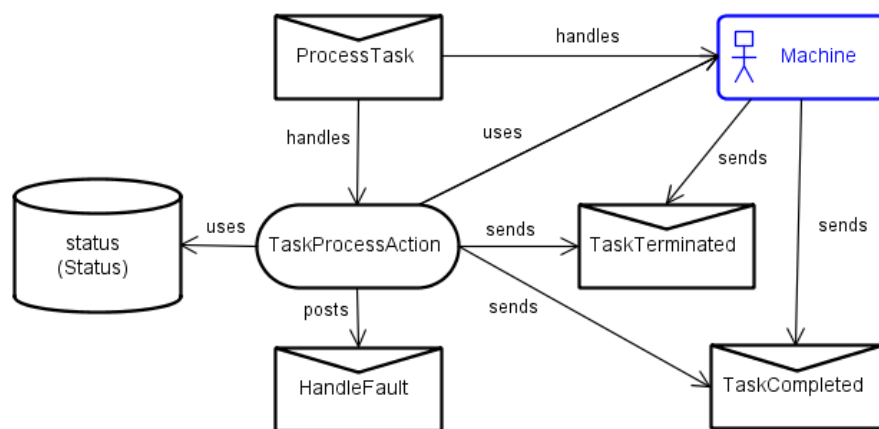 handles
ProcessTask
Machine
handles
uses
sends
status
(Status)
uses
TaskProcessAction
sends
TaskTerminated
sends
posts
sends
HandleFault
TaskCompleted